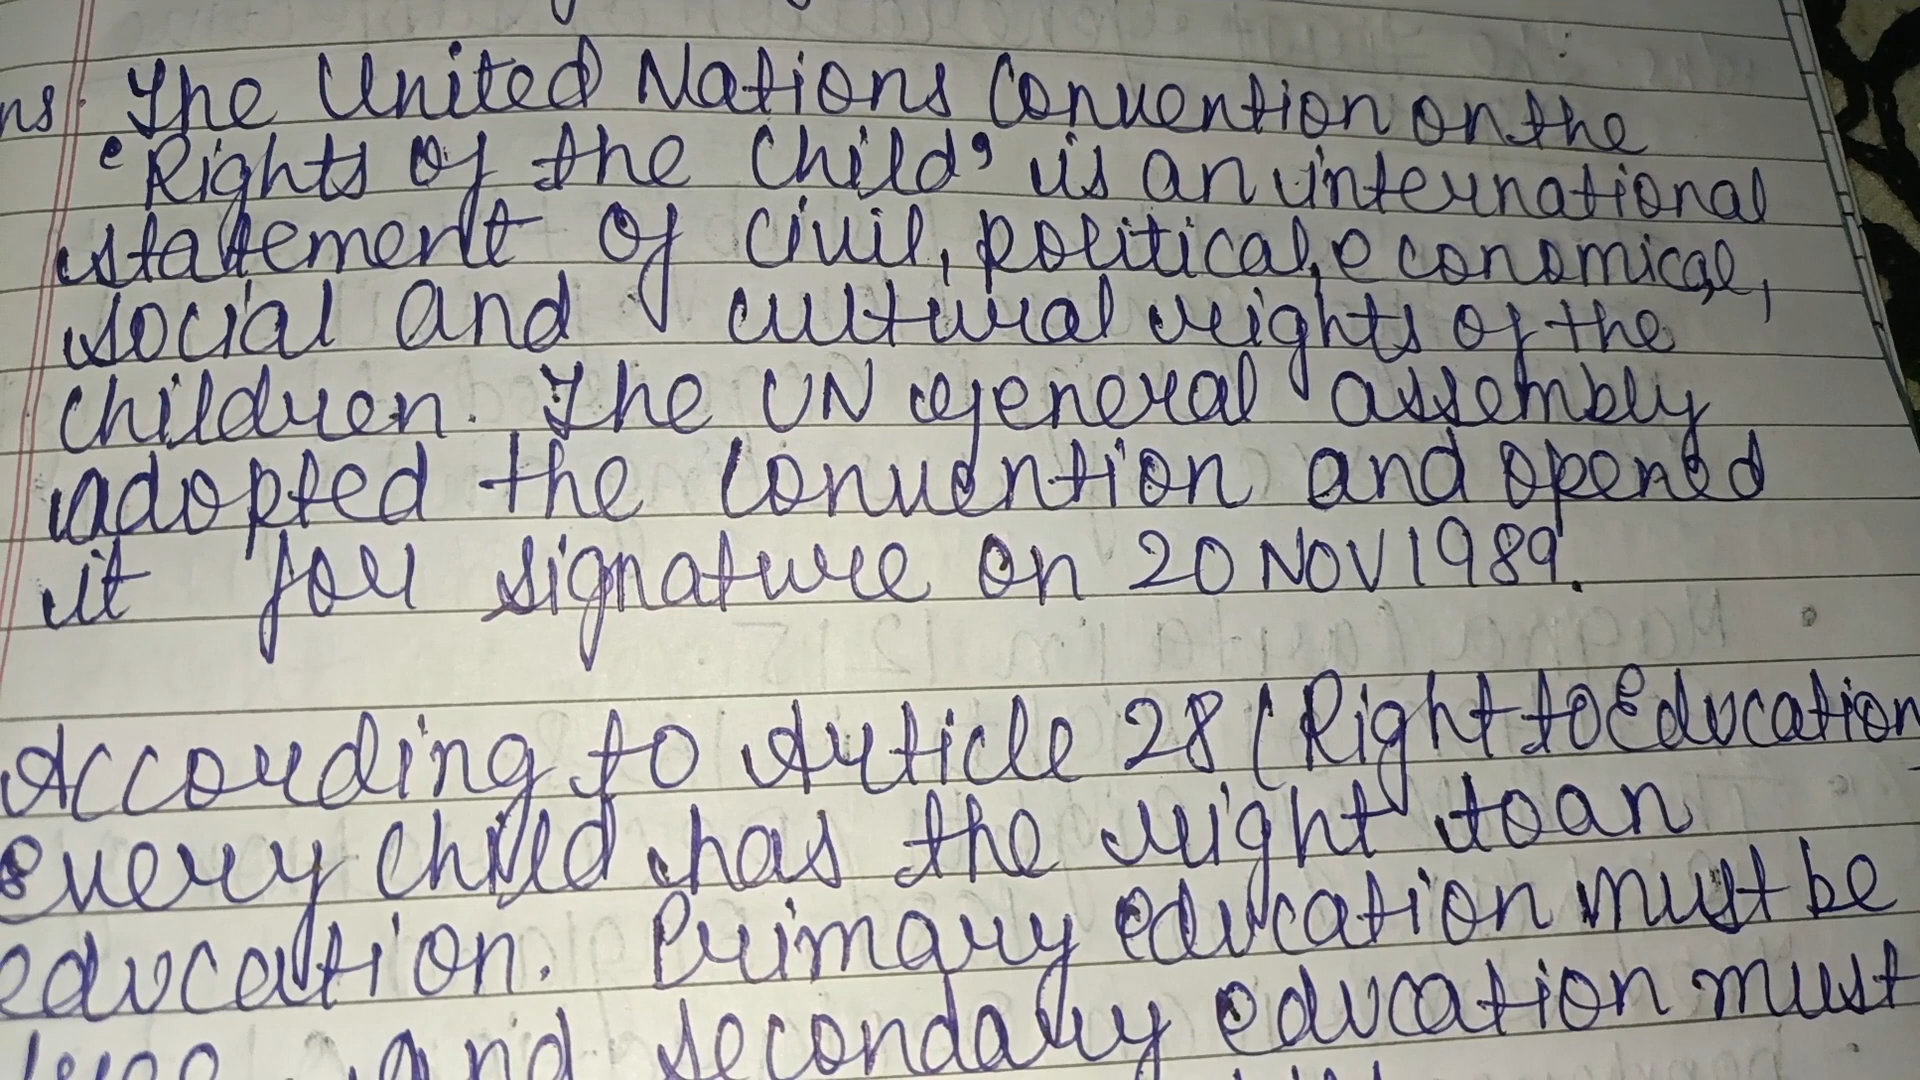 ns. The United Nations Convention on the
'Rights of the Child' is an international
statement of civil, political, economical,
social and cultural rights of the
children. The UN general assembly
adopted the convention and opened
it for signature on 20 NOV 1989.
According to Article 28 (Right to Education
every child has the right to an
education. Primary education must be
free and secondary education must